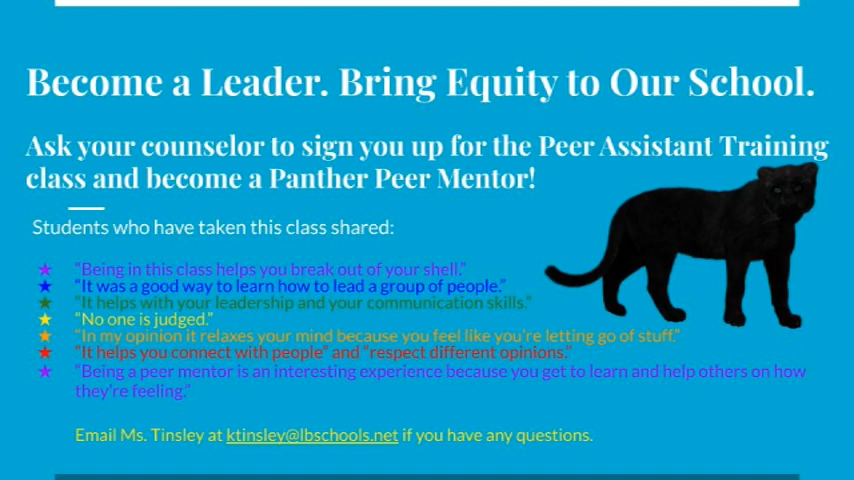 Become a Leader. Bring Equity to Our School.
Ask your counselor to sign you up for the Peer Assistant Training
class and become a Panther Peer Mentor!
Students who have taken this class shared:
★ "Being in this class helps you break out of your shell."
★ "It was a good way to learn how to lead a group of people."
★ "It helps with your leadership and your communication skills."
★ "No one is judged."
★ "In my opinion it relaxes your mind because you feel like you're letting go of stuff."
★ "It helps you connect with people" and "respect different opinions."
★ "Being a peer mentor is an interesting experience because you get to learn and help others on how
they're feeling."
Email Ms. Tinsley at ktinsley@lbschools.net if you have any questions.